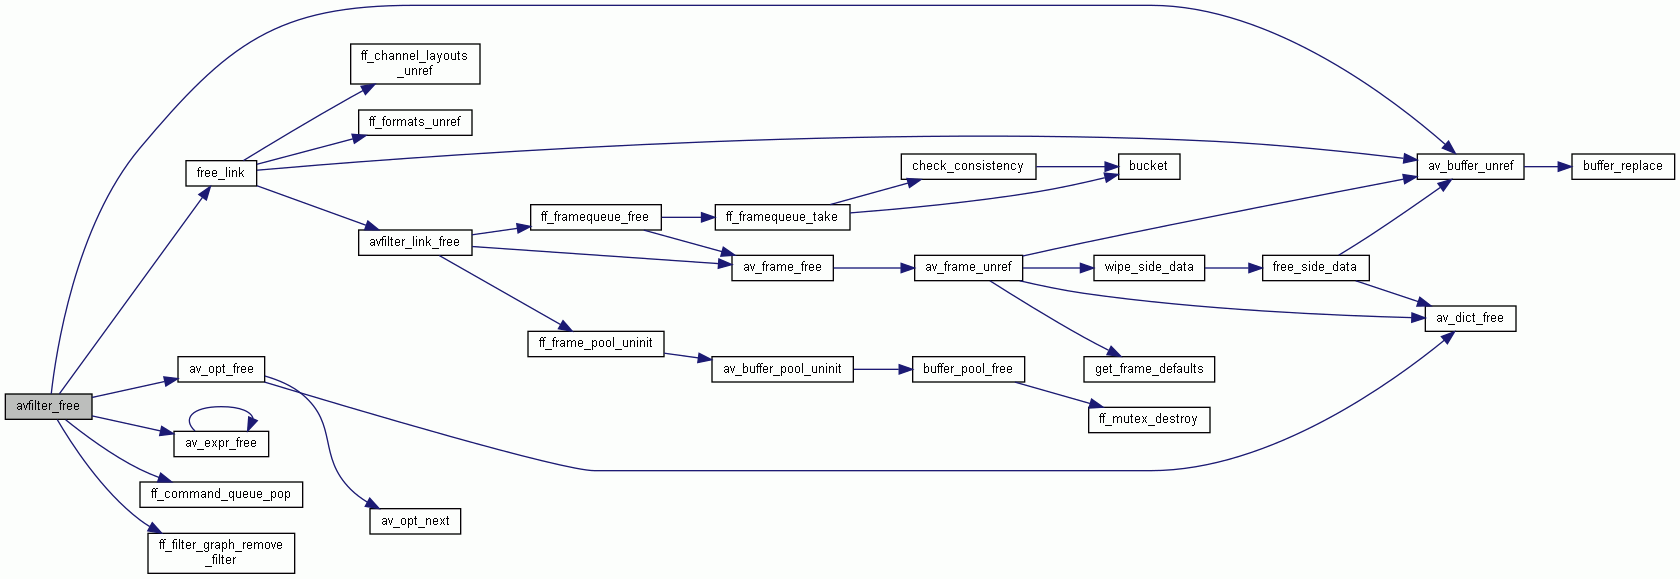 ff_channel_layouts
_unref
ff_formats_unref
free_link
check_consistency
bucket
av_buffer_unref
buffer_replace
ff_framequeue_free
ff_framequeue_take
avfilter_link_free
av_frame_free
av_frame_unref
wipe_side_data
free_side_data
av_dict_free
ff_frame_pool_uninit
av_opt_free
av_buffer_pool_uninit
buffer_pool_free
get_frame_defaults
avfilter_free
ff_mutex_destroy
av_expr_free
ff_command_queue_pop
av_opt_next
ff_filter_graph_remove
_filter